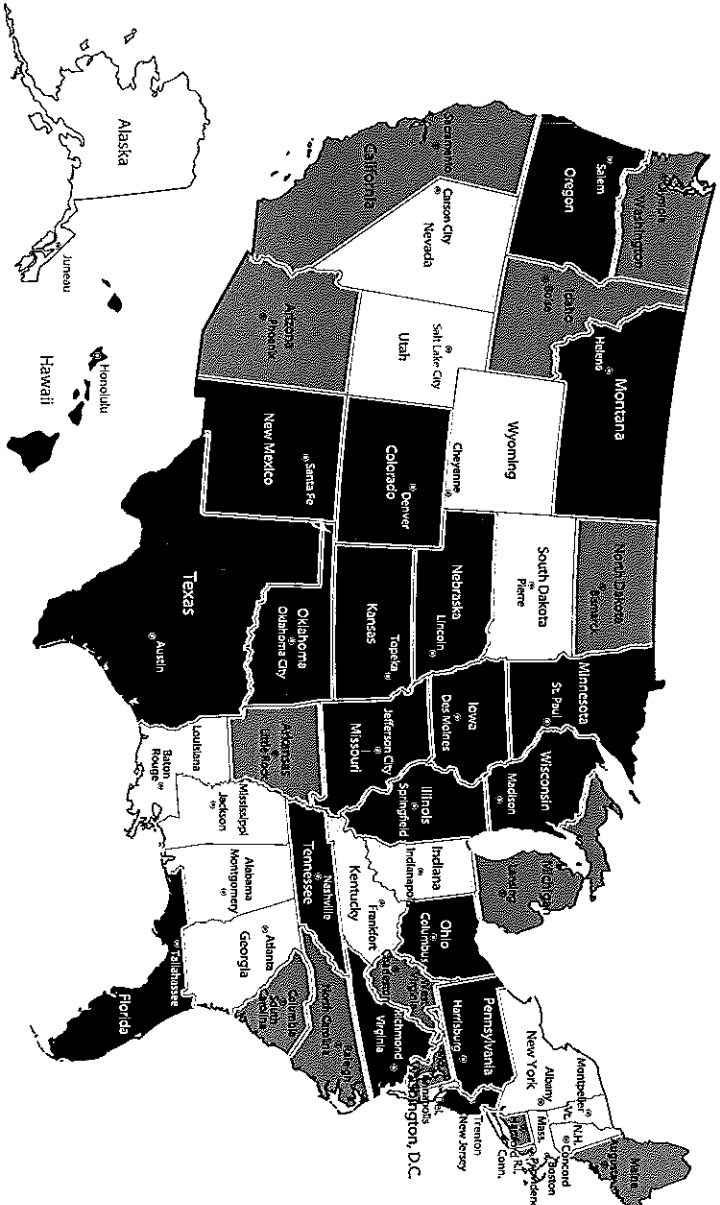 Olympia
Washington
Salem
Oregon
Sacramento
California
Carson City
Nevada
Idaho
Boise
Helena
Montana
Salt Lake City
Utah
Arizona
Phoenix
Wyoming
Cheyenne
Denver
Colorado
Santa Fe
New Mexico
North Dakota
Bismarck
South Dakota
Pierre
Nebraska
Lincoln
Kansas
Topeka
Oklahoma
Oklahoma City
Texas
Austin
Minnesota
St. Paul
Iowa
Des Moines
Jefferson City
Missouri
Arkansas
Little Rock
Louisiana
Baton
Rouge
Wisconsin
Madison
Illinois
Springfield
Michigan
Lansing
Indiana
Indianapol
Ohio
Columbus
Kentucky
Frankfort
Nashville
Tennessee
Mississippi
Jackson
Alabama
Montgomery
Atlanta
Georgia
Tallahassee
Florida
Columbia
South
Carolina
North Carolina
Raleigh
Richmond
Virginia
Washington, D.C.
Pennsylvania
Harrisburg
Trenton
New Jersey
New York
Albany
Montpelier
Vt.
N.H.
Concord
Mass.
Boston
Conn.
R.I.
Maine
Augusta
Alaska
Juneau
Honolulu
Hawaii